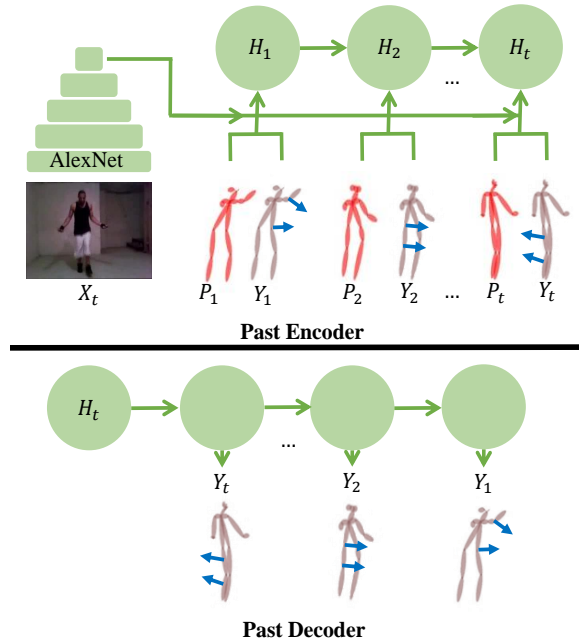 H₁ H₂ Hₜ
...
AlexNet
Xₜ P₁ Y₁ P₂ Y₂ ... Pₜ Yₜ
Past Encoder
Hₜ
...
Yₜ Y₂ Y₁
Past Decoder